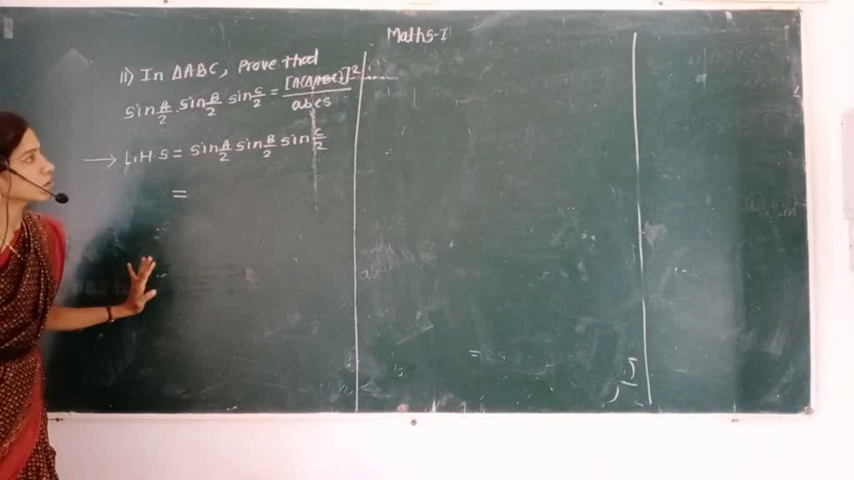 Maths-I
11) In ΔABC, Prove that
sin A/2 . sin B/2 sin C/2 = [A(ΔABC)]² / abcs
→ L.H.S = sin A/2 sin B/2 sin C/2
=